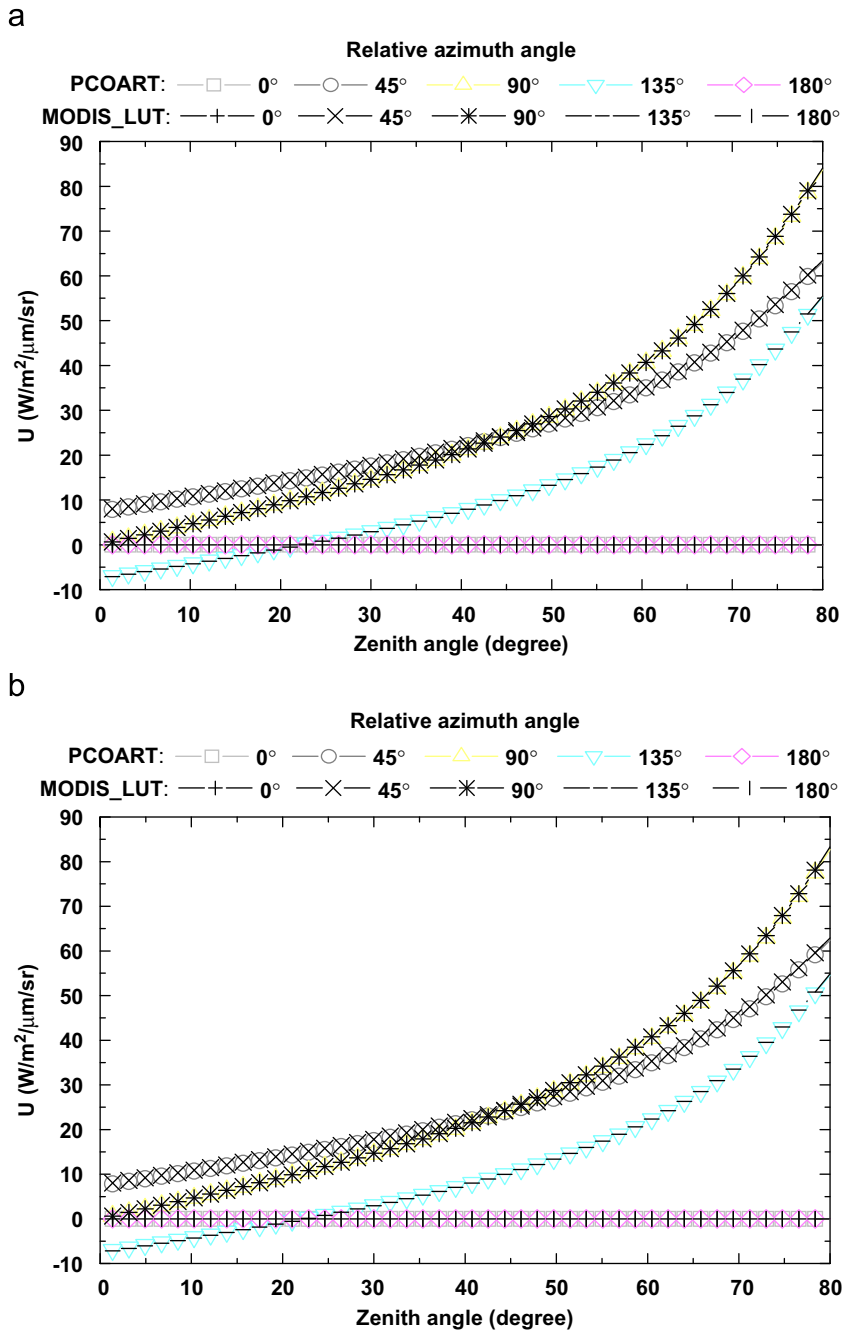 a
Relative azimuth angle
PCOART: 0° 45° 90° 135° 180°
MODIS_LUT: 0° 45° 90° 135° 180°
90
80
70
60
50
40
30
20
10
0
-10
U (W/m²/μm/sr)
0 10 20 30 40 50 60 70 80
Zenith angle (degree)
b
Relative azimuth angle
PCOART: 0° 45° 90° 135° 180°
MODIS_LUT: 0° 45° 90° 135° 180°
90
80
70
60
50
40
30
20
10
0
-10
U (W/m²/μm/sr)
0 10 20 30 40 50 60 70 80
Zenith angle (degree)